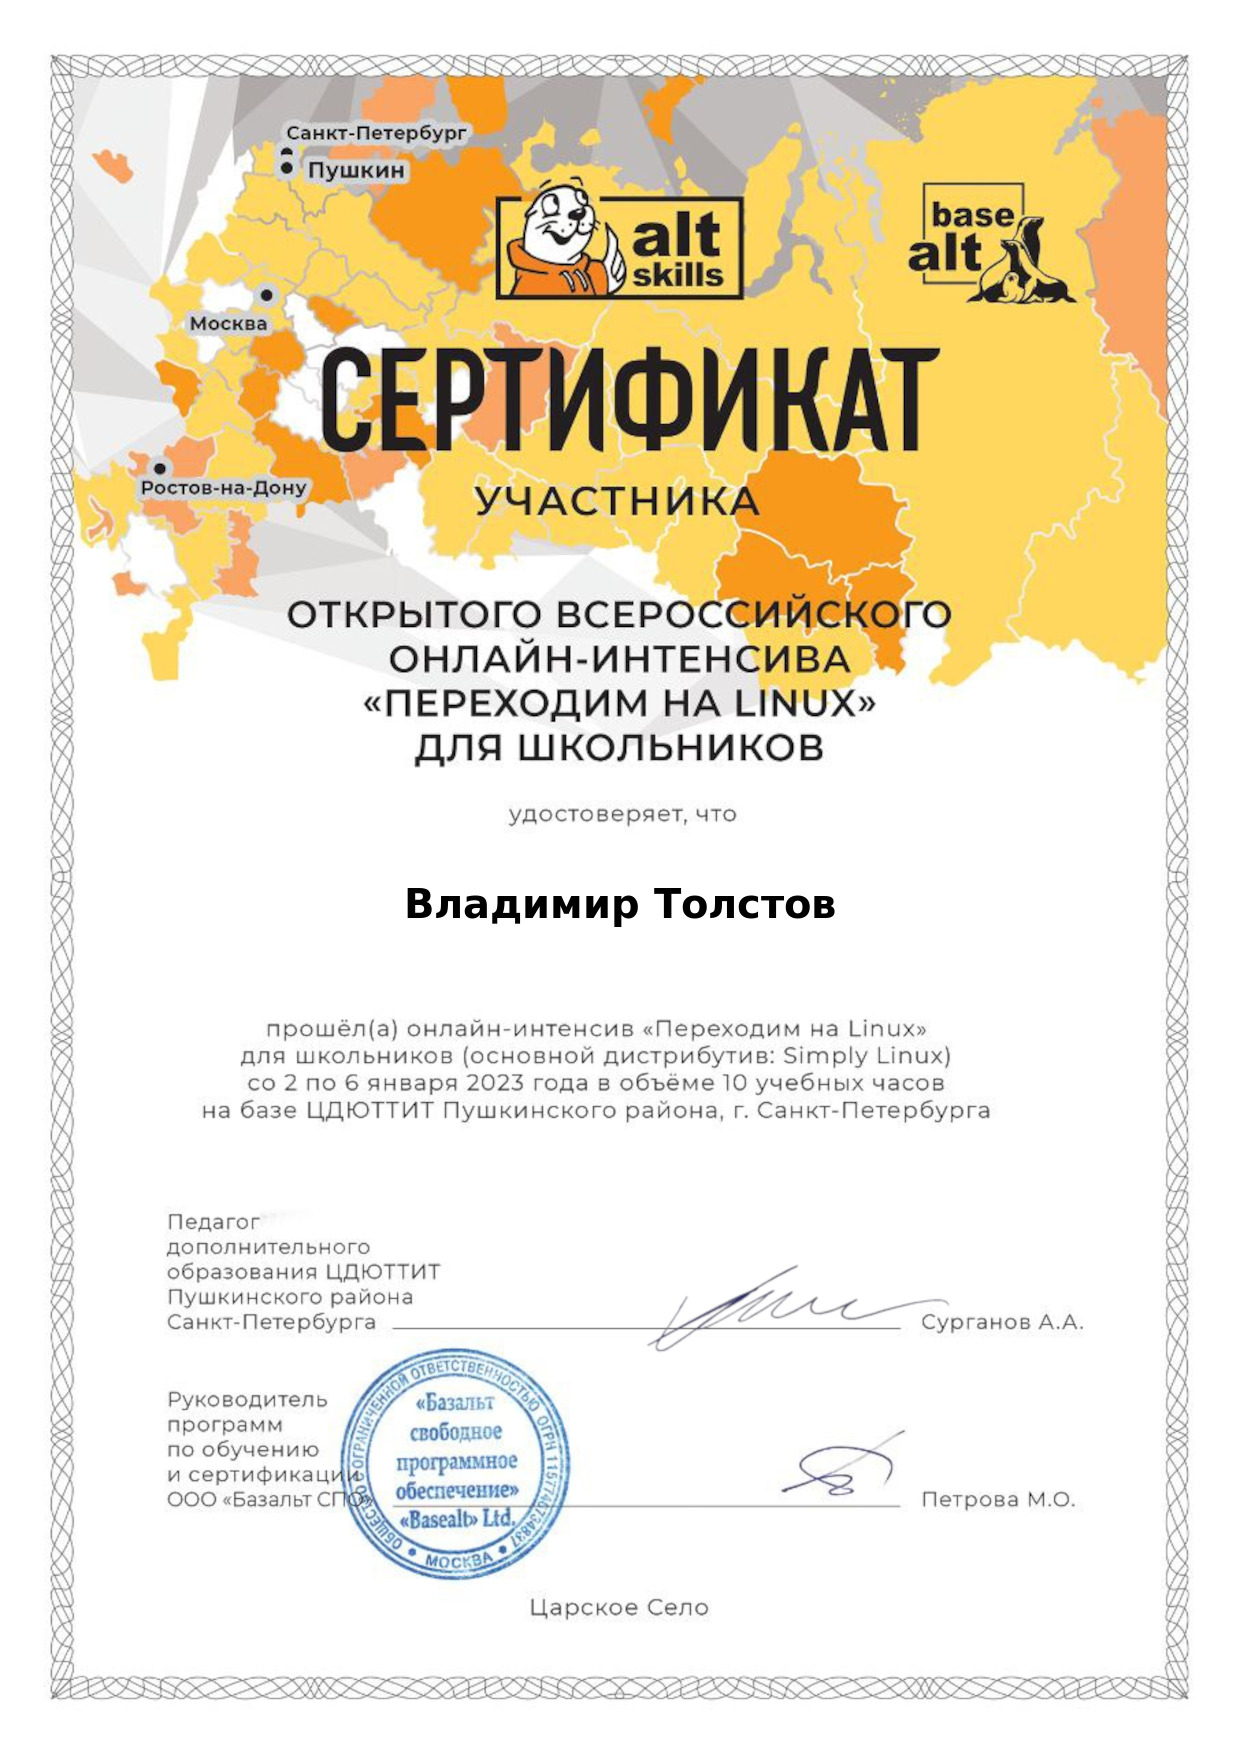 Санкт-Петербург
Пушкин
alt
skills
base
alt
Москва
СЕРТИФИКАТ
Ростов-на-Дону
УЧАСТНИКА
ОТКРЫТОГО ВСЕРОССИЙСКОГО
ОНЛАЙН-ИНТЕНСИВА
«ПЕРЕХОДИМ НА LINUX»
ДЛЯ ШКОЛЬНИКОВ
удостоверяет, что
Владимир Толстов
прошёл(а) онлайн-интенсив «Переходим на Linux»
для школьников (основной дистрибутив: Simply Linux)
со 2 по 6 января 2023 года в объёме 10 учебных часов
на базе ЦДЮТТИТ Пушкинского района, г. Санкт-Петербурга
Педагог
дополнительного
образования ЦДЮТТИТ
Пушкинского района
Санкт-Петербурга
Сурганов А.А.
Руководитель
программ
по обучению
и сертификации
ООО «Базальт СПО»
Петрова М.О.
ОБЩЕСТВО С ОГРАНИЧЕННОЙ ОТВЕТСТВЕННОСТЬЮ ОГРН 1157746734837
«Базальт
свободное
программное
обеспечение»
«Basealt» Ltd.
МОСКВА
Царское Село